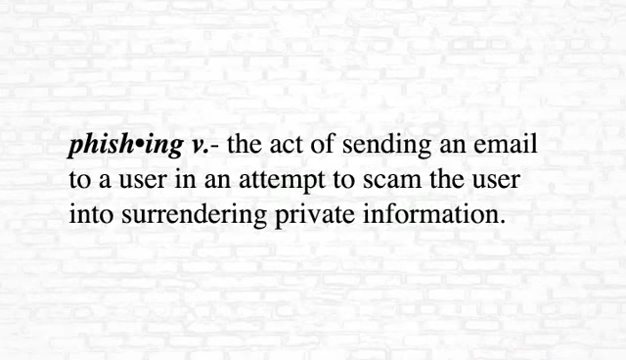 phish•ing v.- the act of sending an email
to a user in an attempt to scam the user
into surrendering private information.